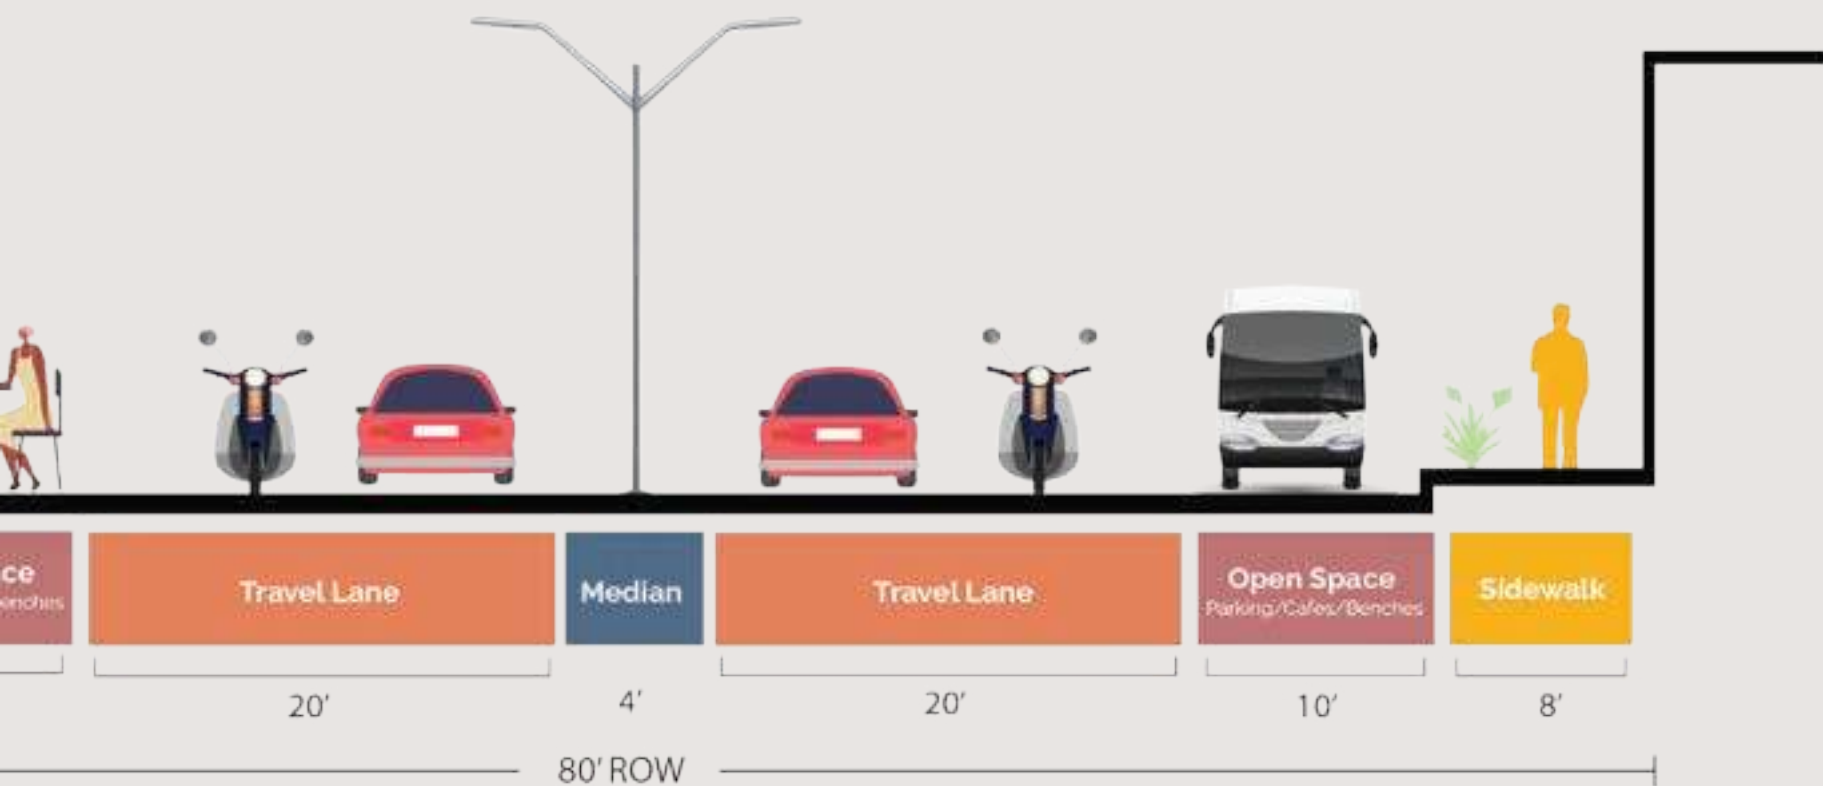 ce
enches
Travel Lane
Median
Travel Lane
Open Space
Parking/Cafes/Benches
Sidewalk
20'
4'
20'
10'
8'
80' ROW